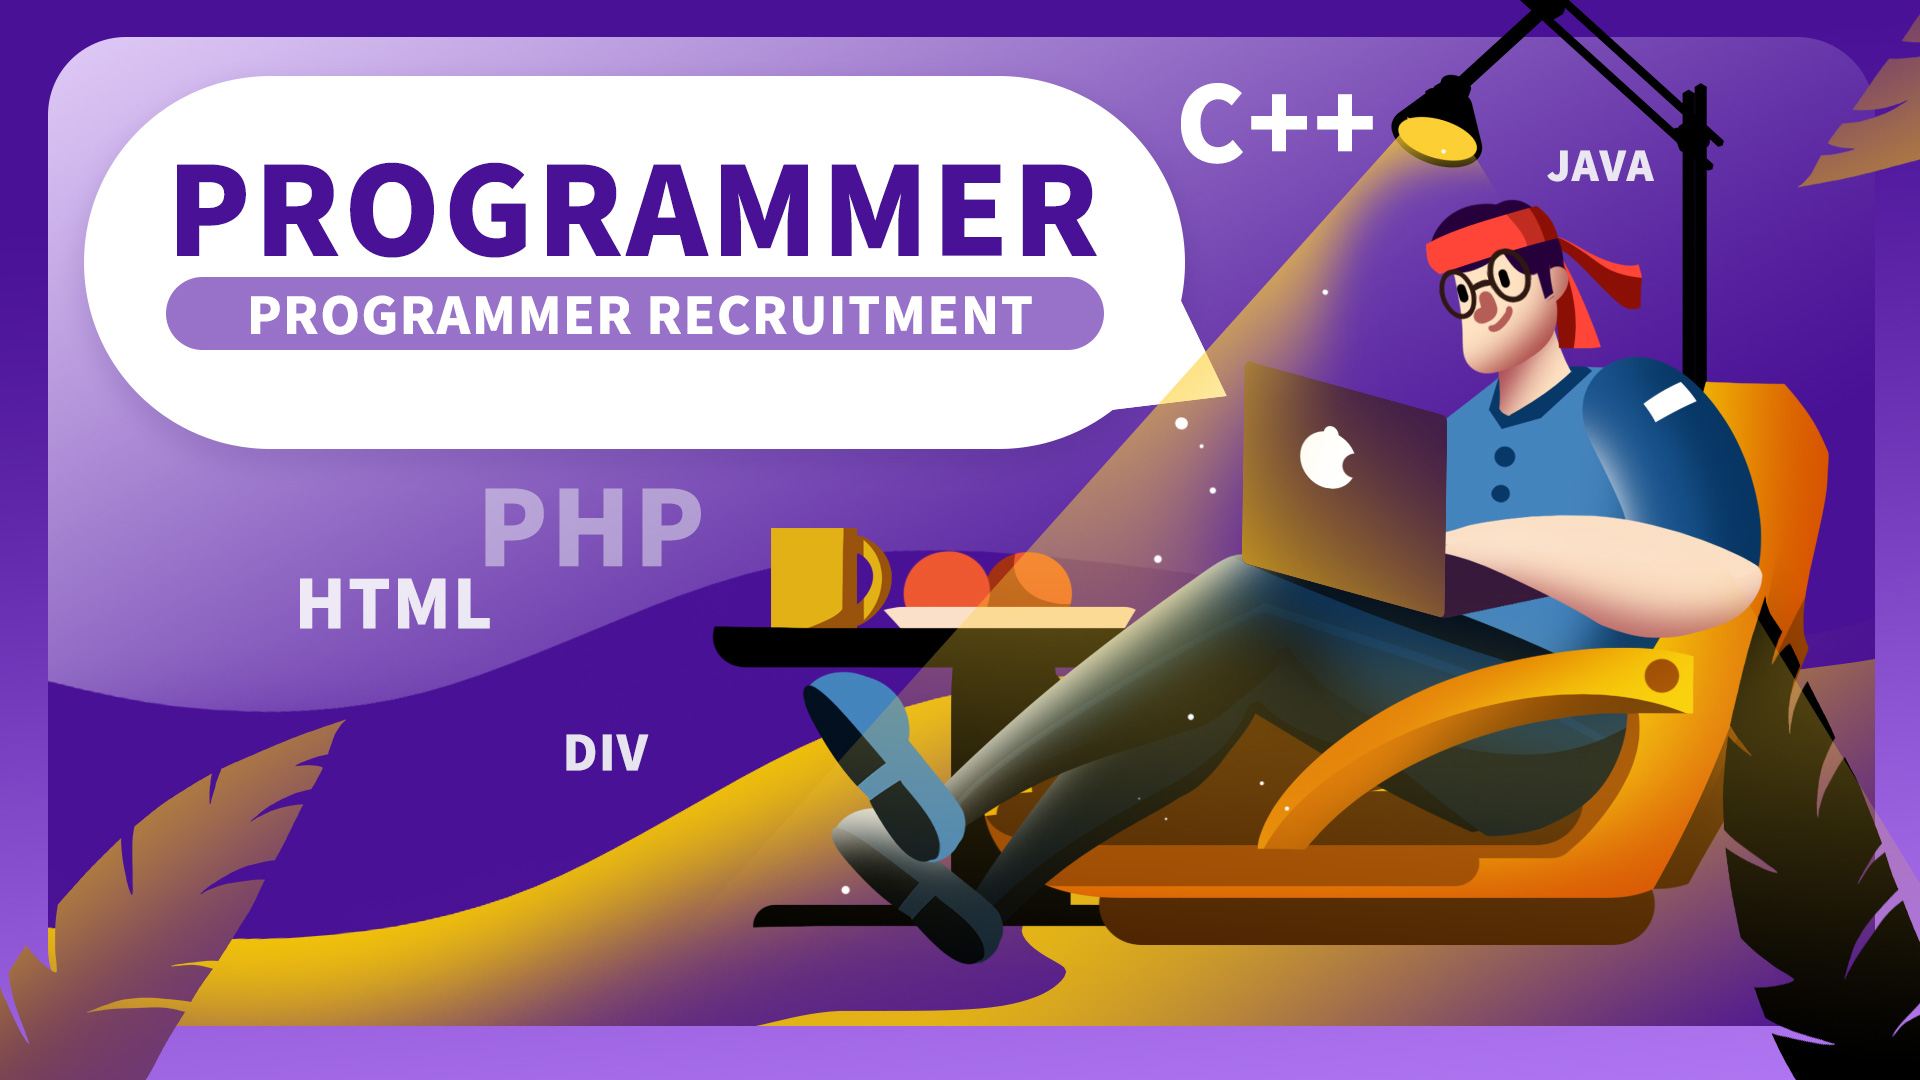 PROGRAMMER
PROGRAMMER RECRUITMENT
C++
JAVA
PHP
HTML
DIV